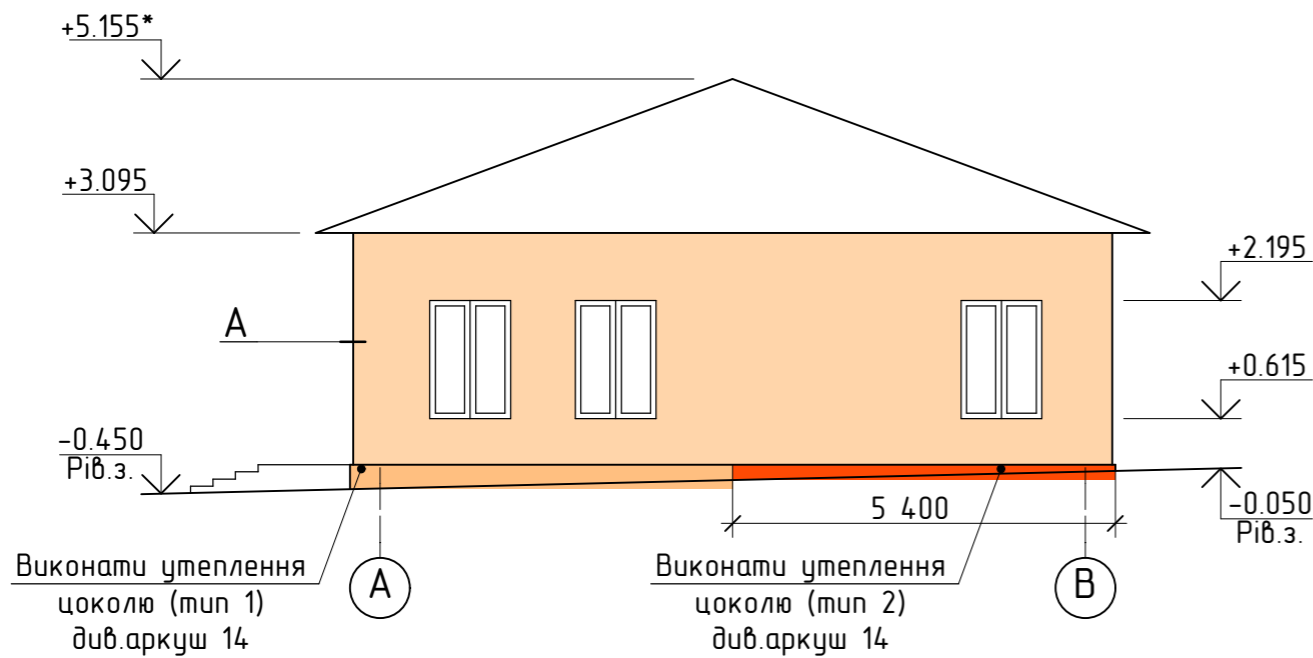 +5.155*
+3.095
+2.195
A
+0.615
-0.450
Рів.з.
5 400
-0.050
Рів.з.
Виконати утеплення
цоколю (тип 1)
див.аркуш 14
А
Виконати утеплення
цоколю (тип 2)
див.аркуш 14
В